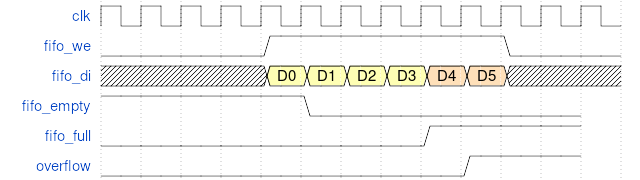 clk
fifo_we
fifo_di D0 D1 D2 D3 D4 D5
fifo_empty
fifo_full
overflow